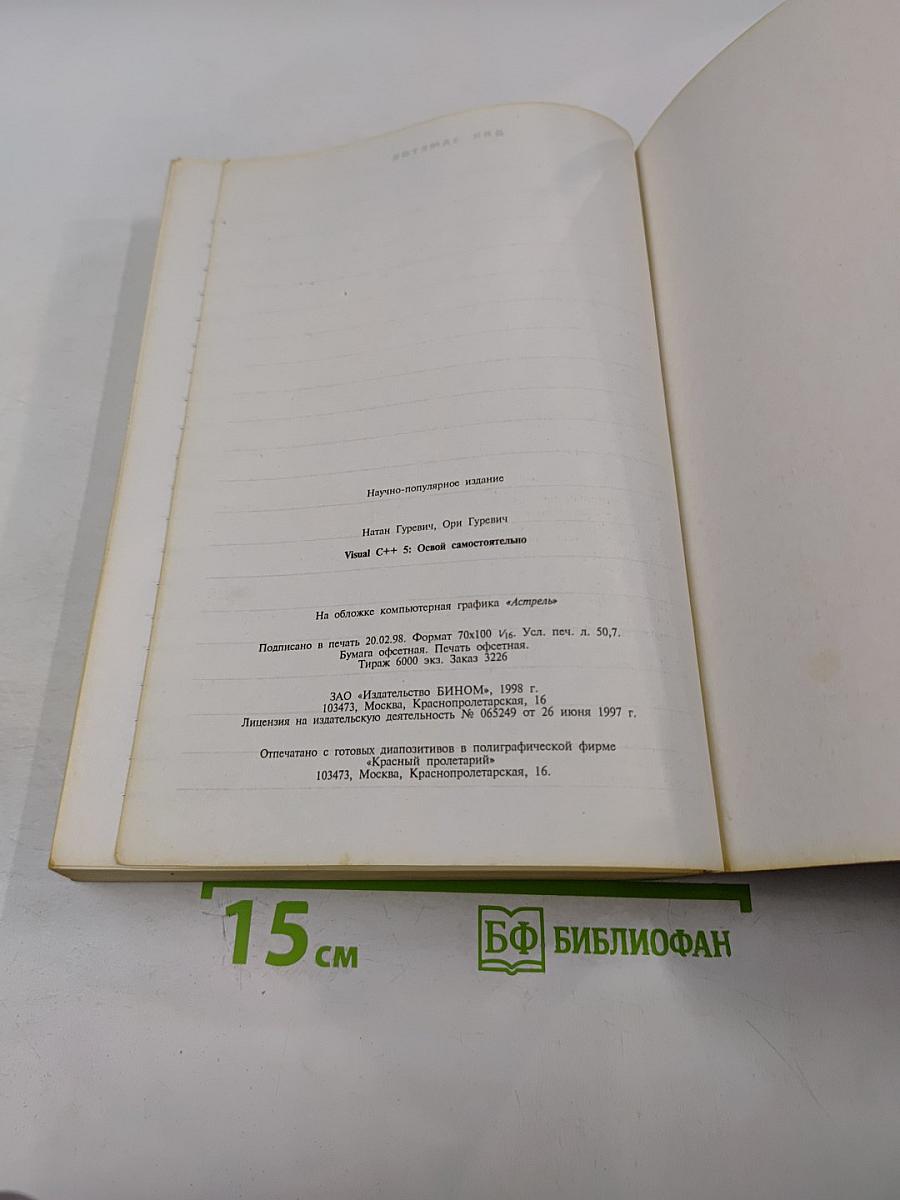 Для заметок
Научно-популярное издание
Натан Гуревич, Ори Гуревич
Visual C++ 5: Освой самостоятельно
На обложке компьютерная графика «Астрель»
Подписано в печать 20.02.98. Формат 70x100 1/16. Усл. печ. л. 50,7.
Бумага офсетная. Печать офсетная.
Тираж 6000 экз. Заказ 3226
ЗАО «Издательство БИНОМ», 1998 г.
103473, Москва, Краснопролетарская, 16
Лицензия на издательскую деятельность № 065249 от 26 июня 1997 г.
Отпечатано с готовых диапозитивов в полиграфической фирме
«Красный пролетарий»
103473, Москва, Краснопролетарская, 16.
15 см
БФ БИБЛИОФАН